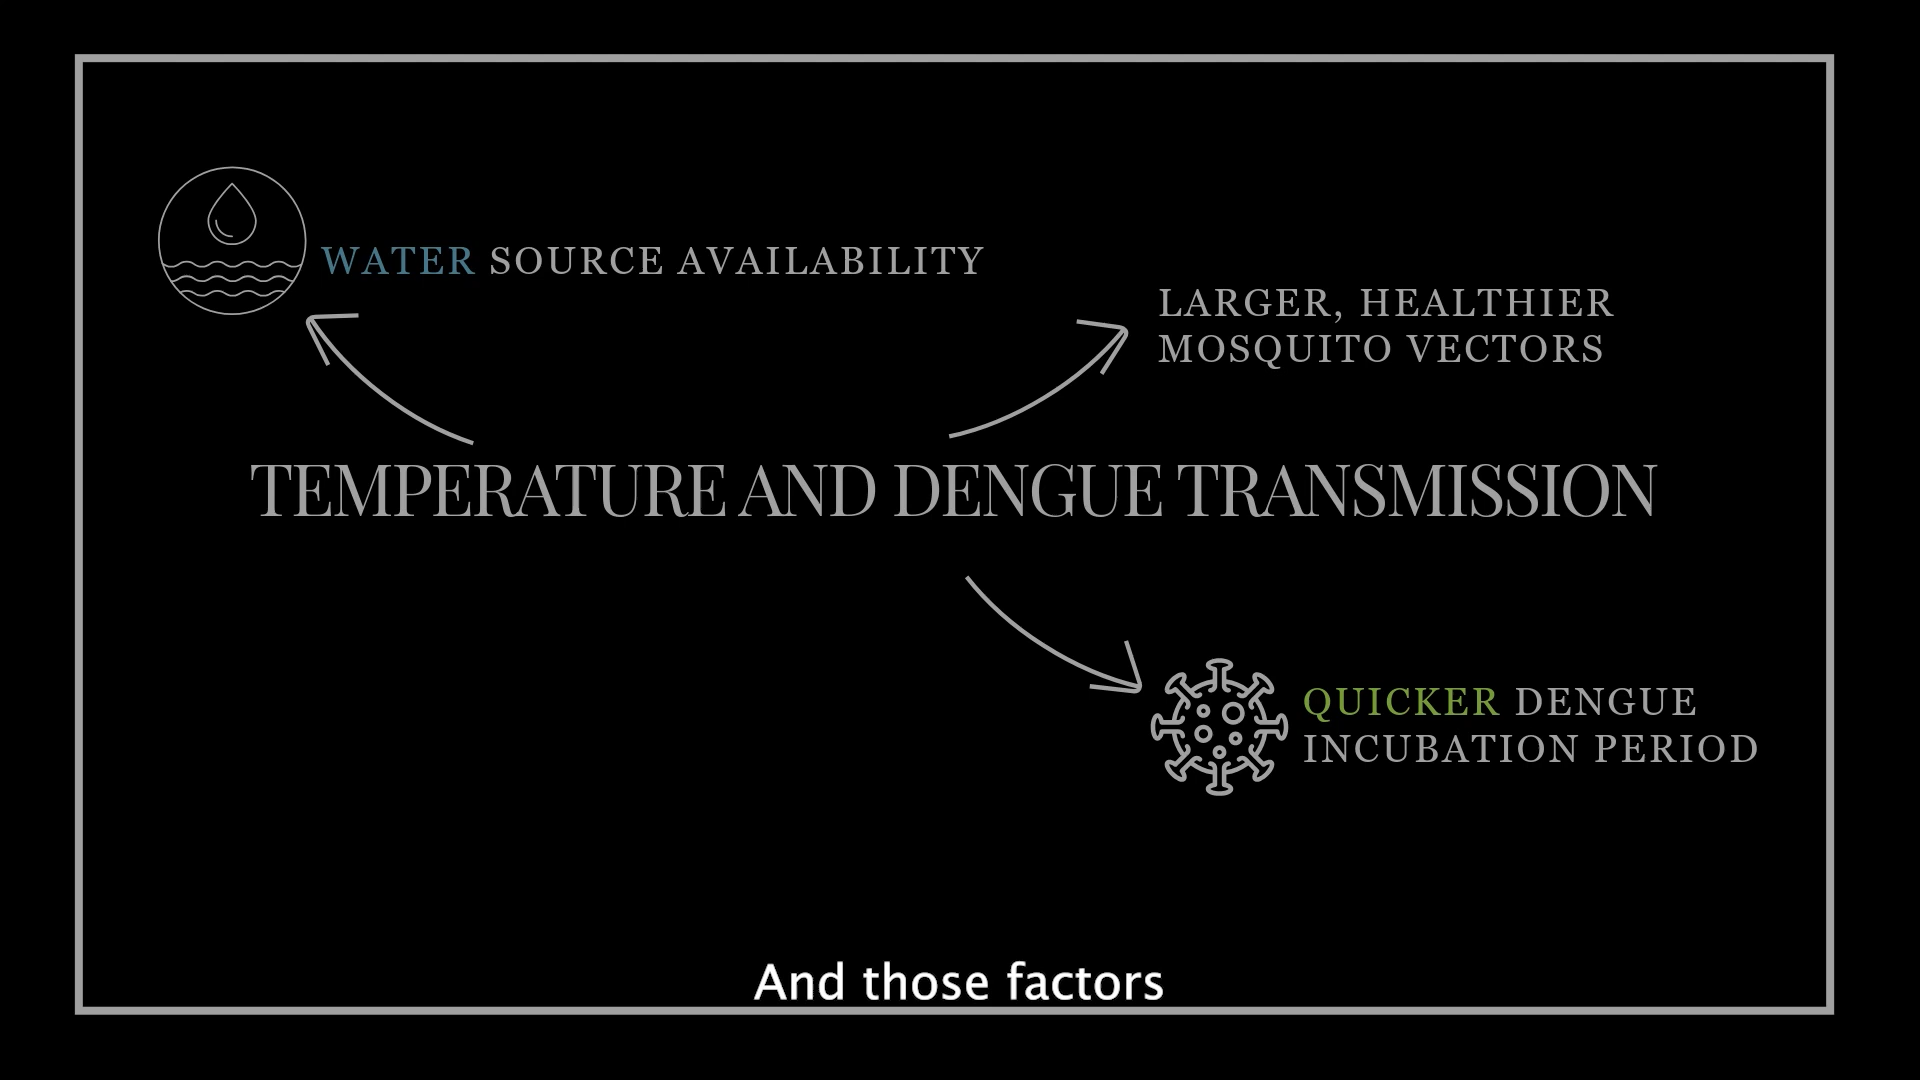 WATER SOURCE AVAILABILITY
LARGER, HEALTHIER
MOSQUITO VECTORS
TEMPERATURE AND DENGUE TRANSMISSION
QUICKER DENGUE
INCUBATION PERIOD
And those factors